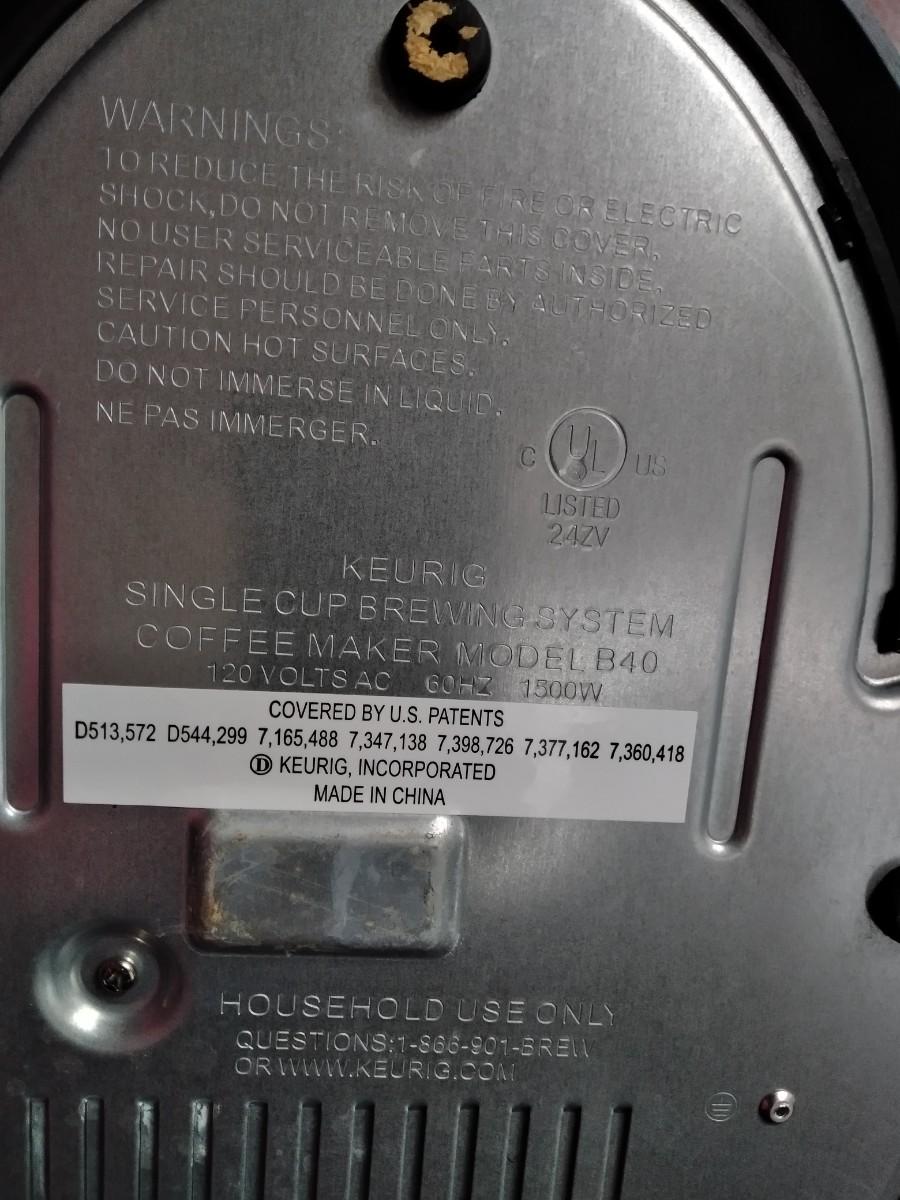 WARNINGS:
TO REDUCE THE RISK OF FIRE OR ELECTRIC
SHOCK, DO NOT REMOVE THIS COVER.
NO USER SERVICEABLE PARTS INSIDE.
REPAIR SHOULD BE DONE BY AUTHORIZED
SERVICE PERSONNEL ONLY.
CAUTION HOT SURFACES.
DO NOT IMMERSE IN LIQUID.
NE PAS IMMERGER.
C UL US
LISTED
24ZV
KEURIG
SINGLE CUP BREWING SYSTEM
COFFEE MAKER MODEL B40
120 VOLTS AC 60HZ 1500W
COVERED BY U.S. PATENTS
D513,572 D544,299 7,165,488 7,347,138 7,398,726 7,377,162 7,360,418
Ⓓ KEURIG, INCORPORATED
MADE IN CHINA
HOUSEHOLD USE ONLY
QUESTIONS:1-866-901-BREW
OR WWW.KEURIG.COM